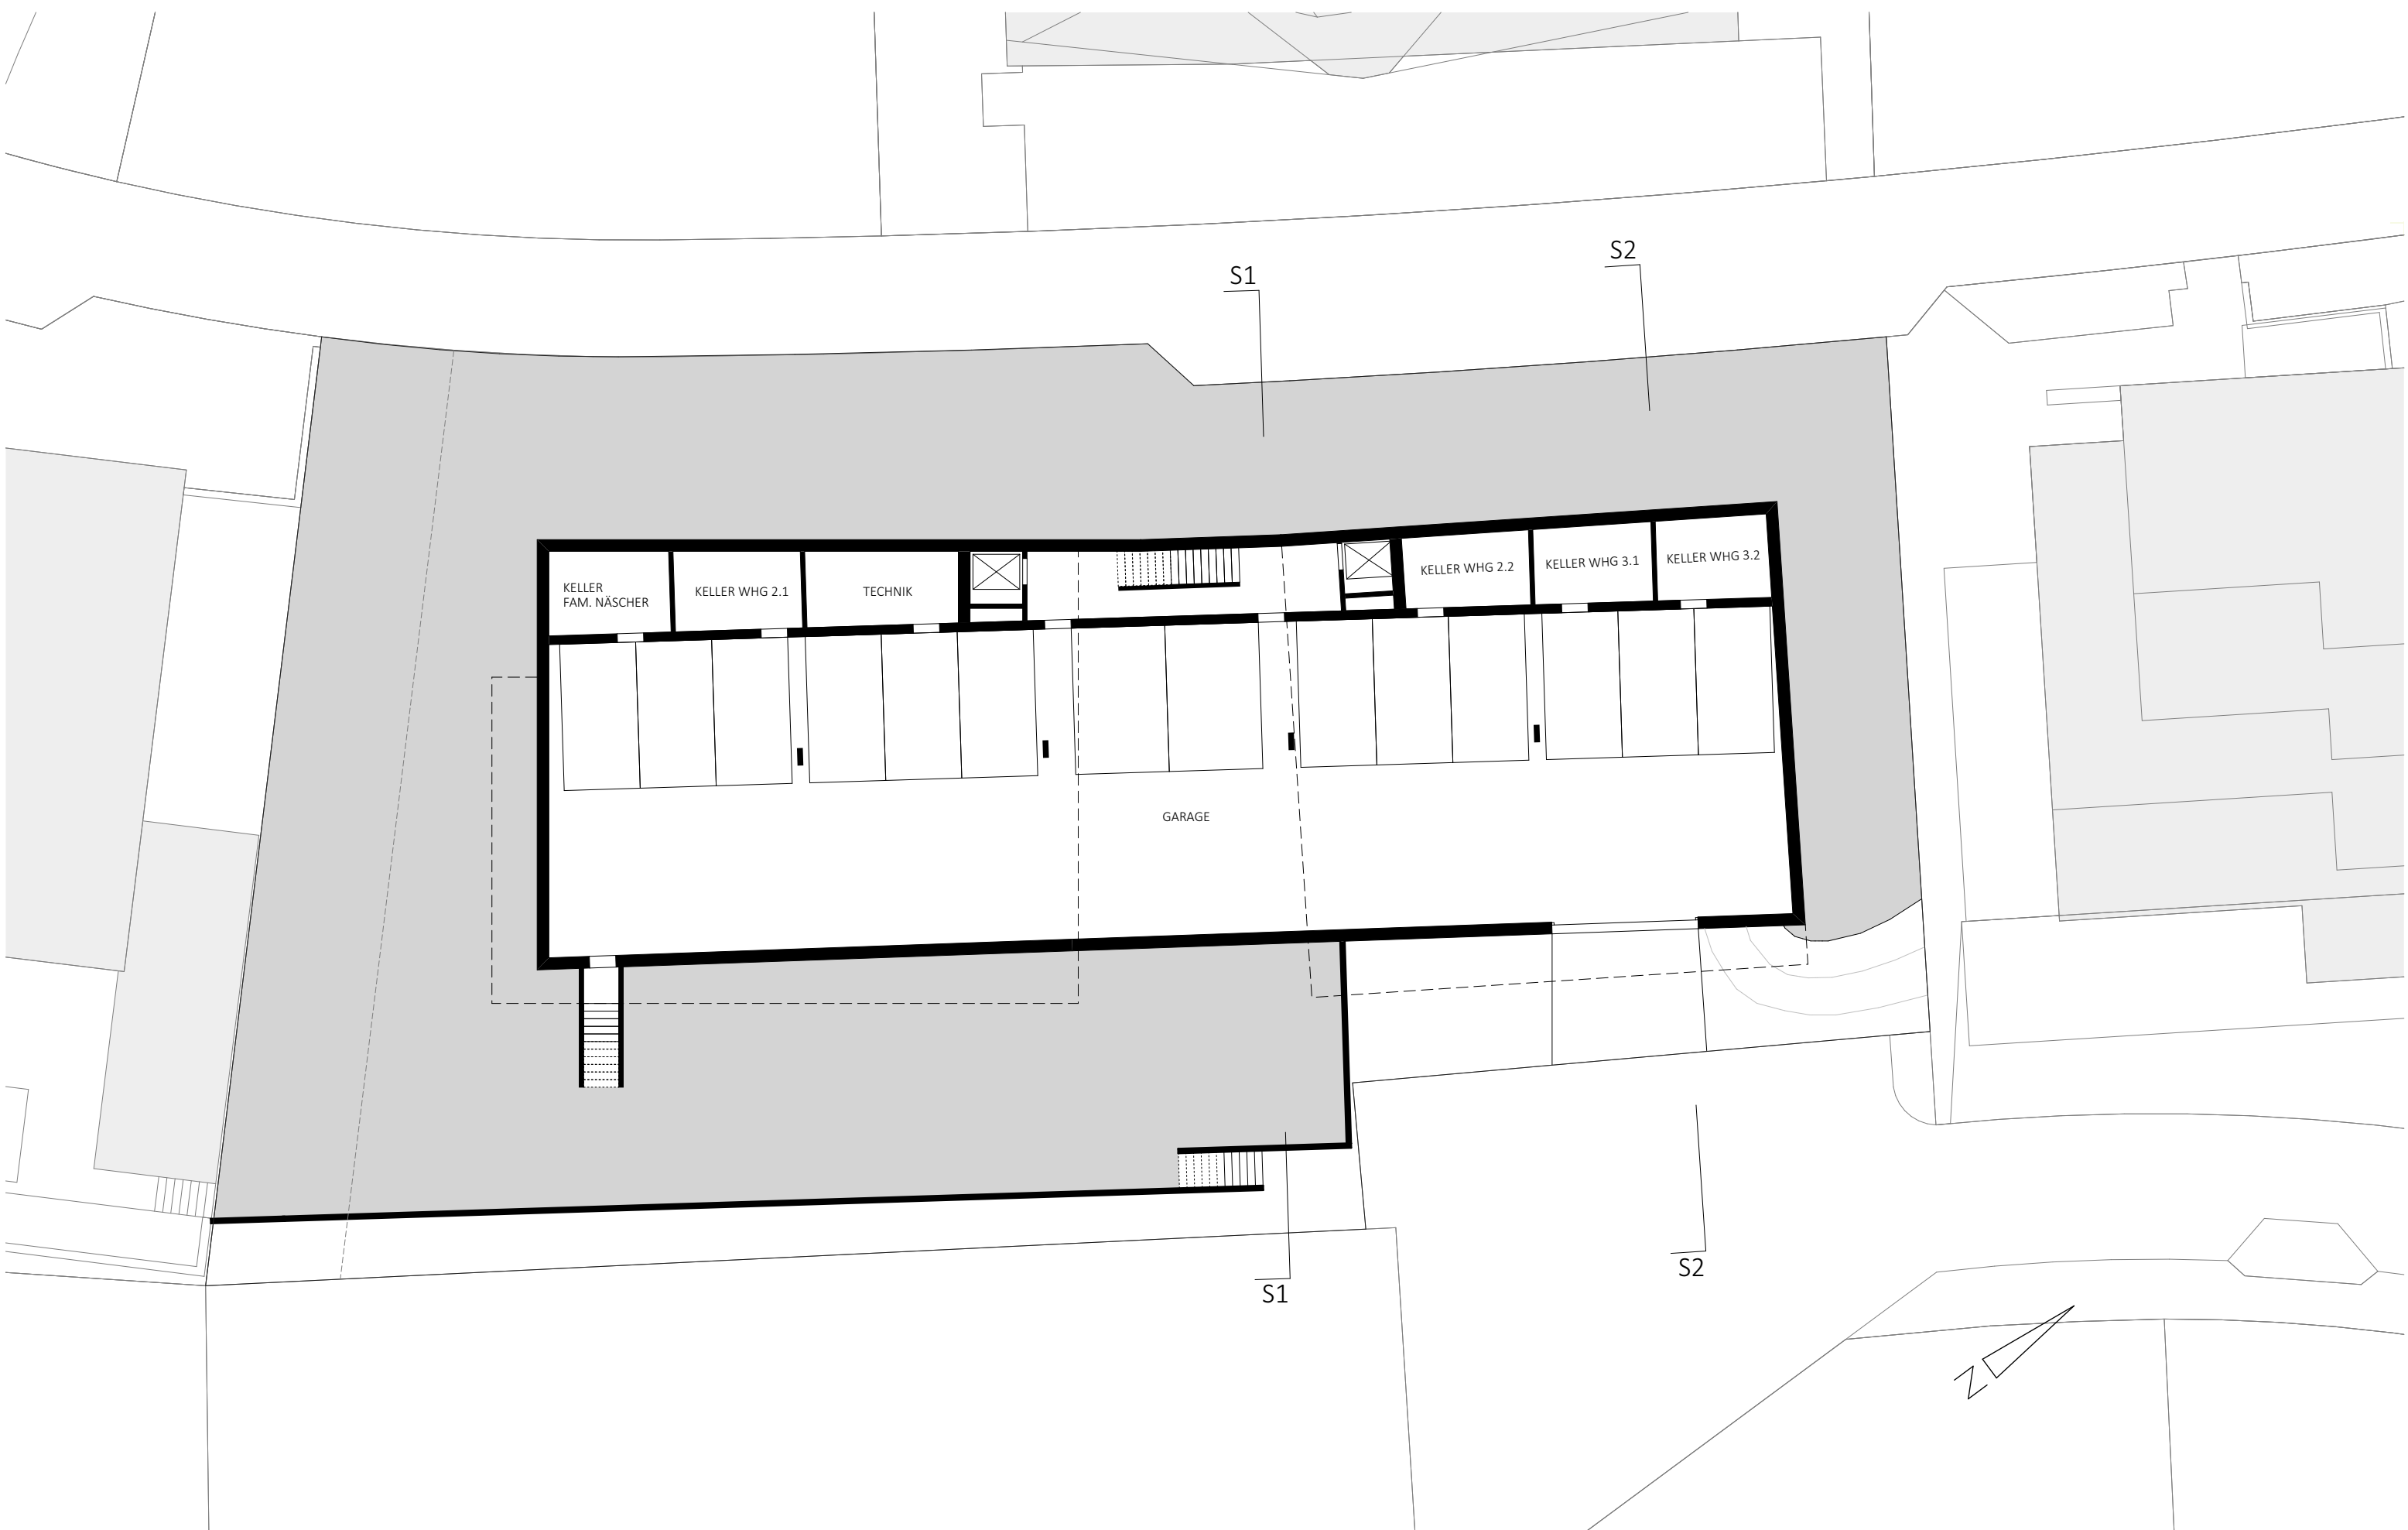 S2
S1
KELLER
FAM. NÄSCHER
KELLER WHG 2.1
TECHNIK
KELLER WHG 2.2
KELLER WHG 3.1
KELLER WHG 3.2
GARAGE
S2
S1
N